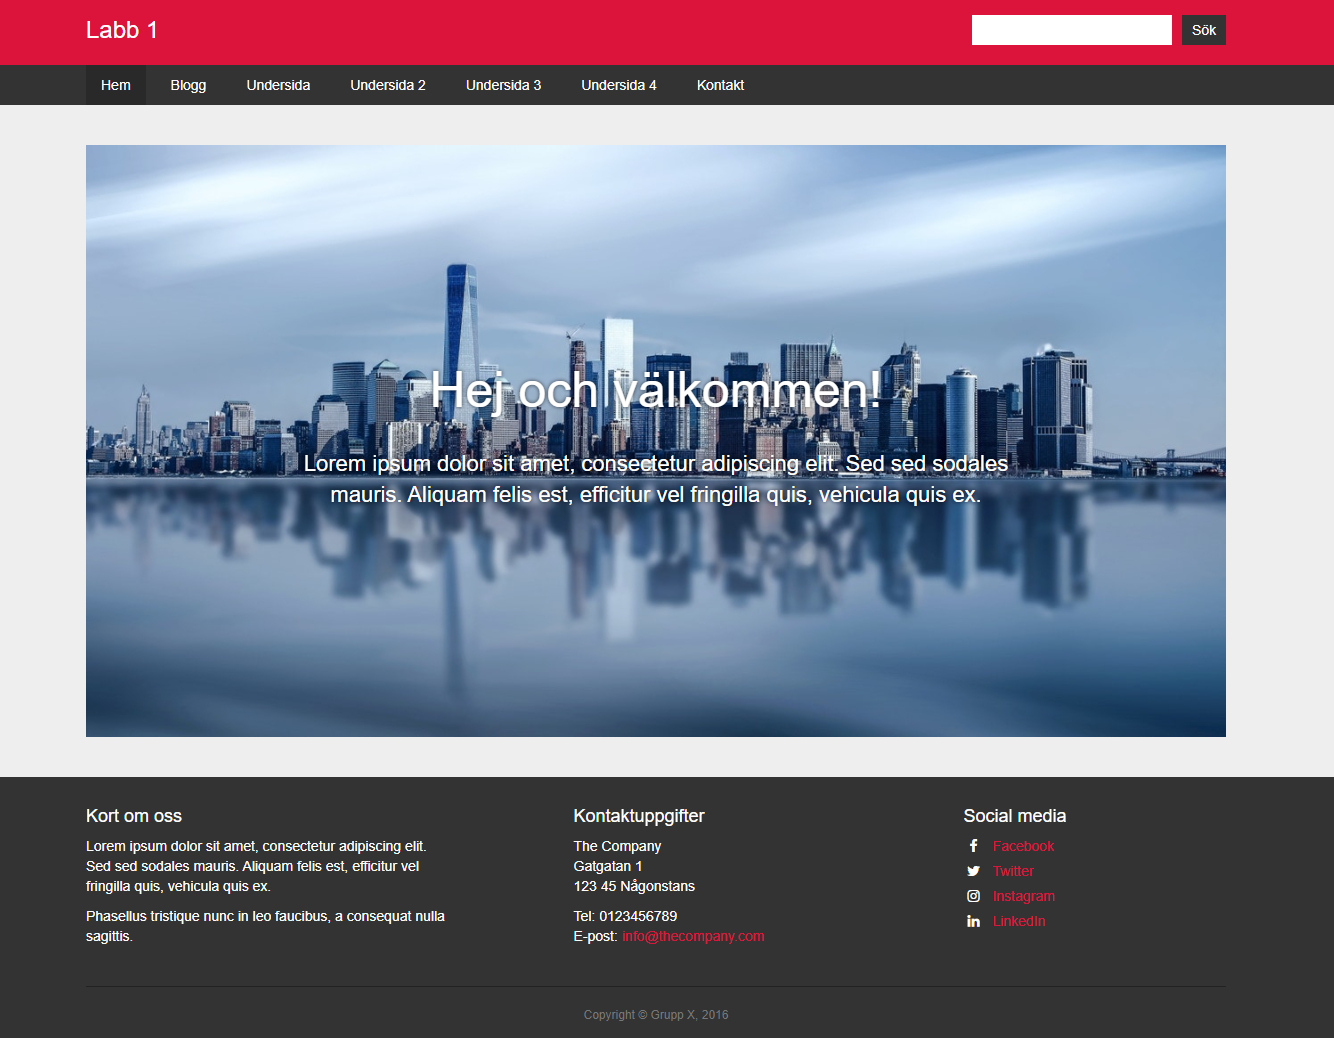 Labb 1
Sök
Hem
Blogg
Undersida
Undersida 2
Undersida 3
Undersida 4
Kontakt
Hej och välkommen!
Lorem ipsum dolor sit amet, consectetur adipiscing elit. Sed sed sodales
mauris. Aliquam felis est, efficitur vel fringilla quis, vehicula quis ex.
Kort om oss
Lorem ipsum dolor sit amet, consectetur adipiscing elit.
Sed sed sodales mauris. Aliquam felis est, efficitur vel
fringilla quis, vehicula quis ex.
Phasellus tristique nunc in leo faucibus, a consequat nulla
sagittis.
Kontaktuppgifter
The Company
Gatgatan 1
123 45 Någonstans
Tel: 0123456789
E-post: info@thecompany.com
Social media
Facebook
Twitter
Instagram
LinkedIn
Copyright © Grupp X, 2016